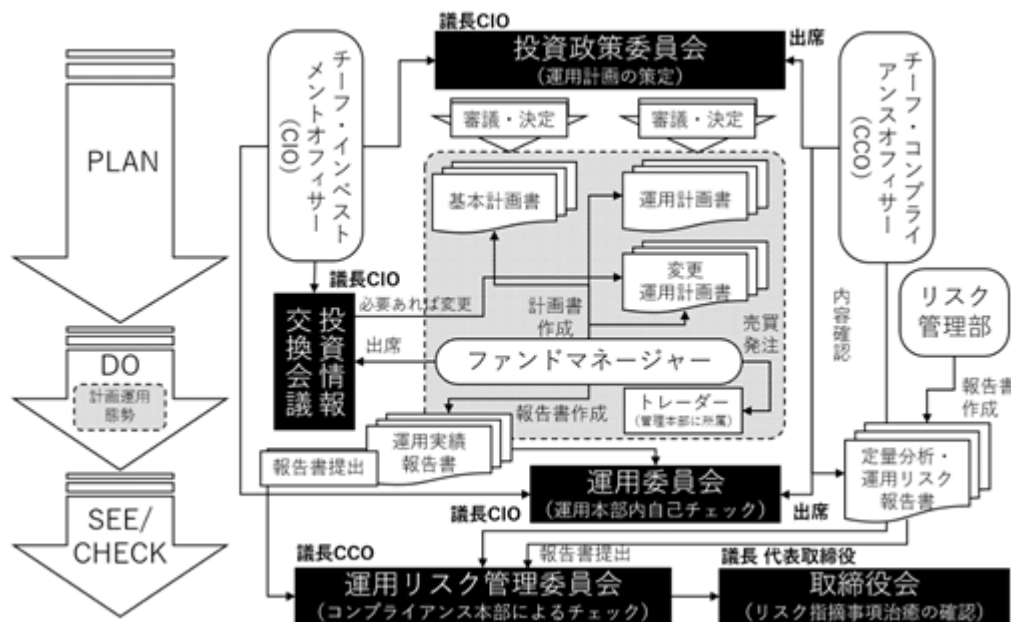 PLAN
DO
計画運用
態勢
SEE/
CHECK
チーフ・インベスト
メントオフィサー
(CIO)
議長CIO
投資政策委員会
(運用計画の策定)
出席
チーフ・コンプライ
アンスオフィサー
(CCO)
審議・決定
審議・決定
基本計画書
運用計画書
変更
運用計画書
議長CIO
投資情報
交換会議
必要あれば変更
出席
計画書
作成
売買
発注
ファンドマネージャー
トレーダー
(管理本部に所属)
内容確認
リスク
管理部
報告書
作成
報告書作成
運用実績
報告書
報告書提出
定量分析・
運用リスク
報告書
運用委員会
(運用本部内自己チェック)
議長CIO
出席
議長CCO
報告書提出
運用リスク管理委員会
(コンプライアンス本部によるチェック)
議長 代表取締役
取締役会
(リスク指摘事項治癒の確認)